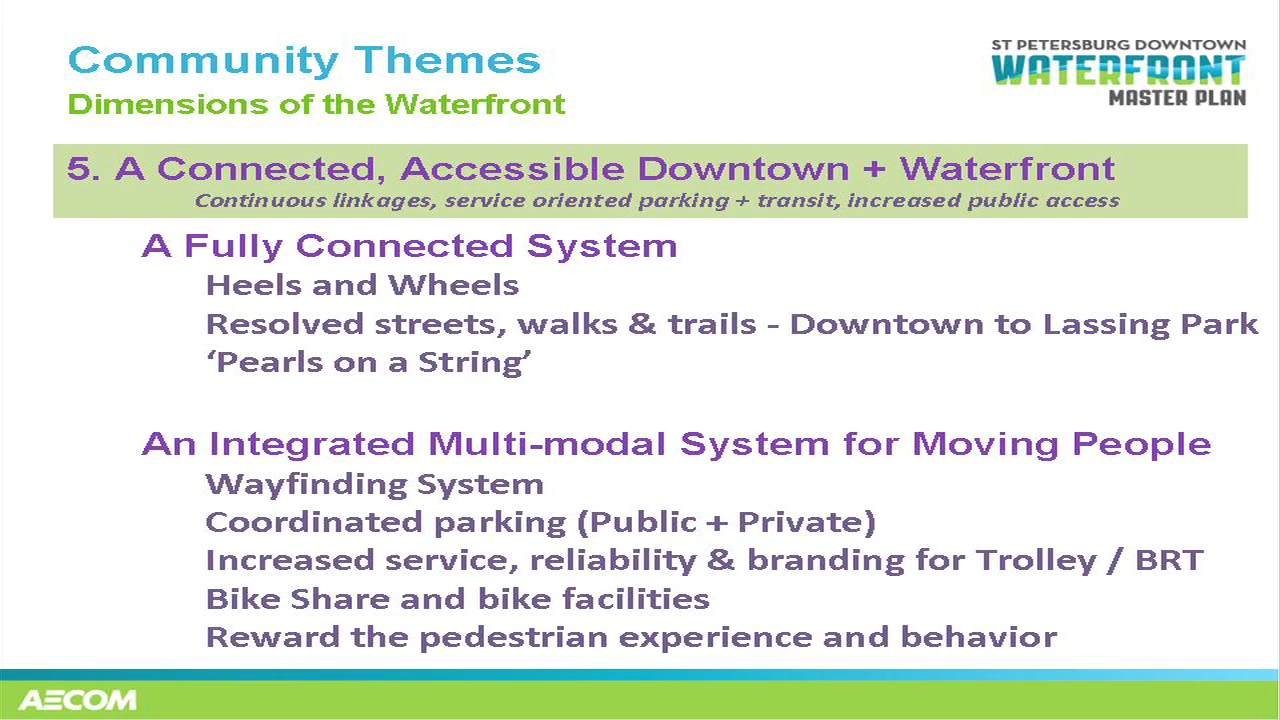 Community Themes
Dimensions of the Waterfront
ST PETERSBURG DOWNTOWN
WATERFRONT
MASTER PLAN
5. A Connected, Accessible Downtown + Waterfront
Continuous linkages, service oriented parking + transit, increased public access
A Fully Connected System
Heels and Wheels
Resolved streets, walks & trails - Downtown to Lassing Park
‘Pearls on a String’
An Integrated Multi-modal System for Moving People
Wayfinding System
Coordinated parking (Public + Private)
Increased service, reliability & branding for Trolley / BRT
Bike Share and bike facilities
Reward the pedestrian experience and behavior
AECOM